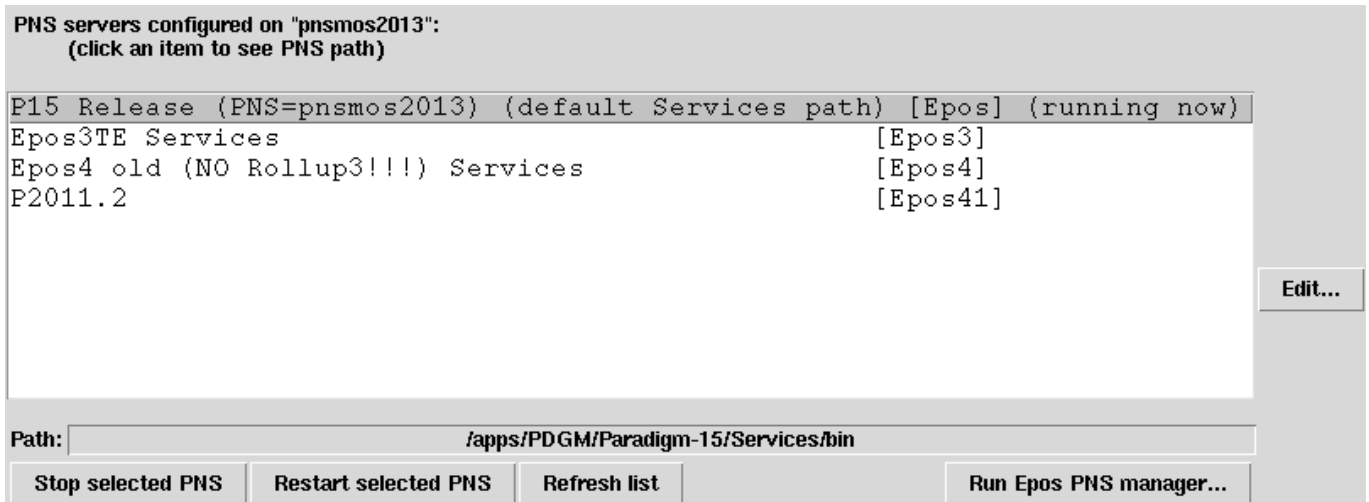 PNS servers configured on "pnsmos2013":
(click an item to see PNS path)
P15 Release (PNS=pnsmos2013) (default Services path) [Epos] (running now)
Epos3TE Services [Epos3]
Epos4 old (NO Rollup3!!!) Services [Epos4]
P2011.2 [Epos41]
Edit...
Path: /apps/PDGM/Paradigm-15/Services/bin
Stop selected PNS Restart selected PNS Refresh list Run Epos PNS manager...